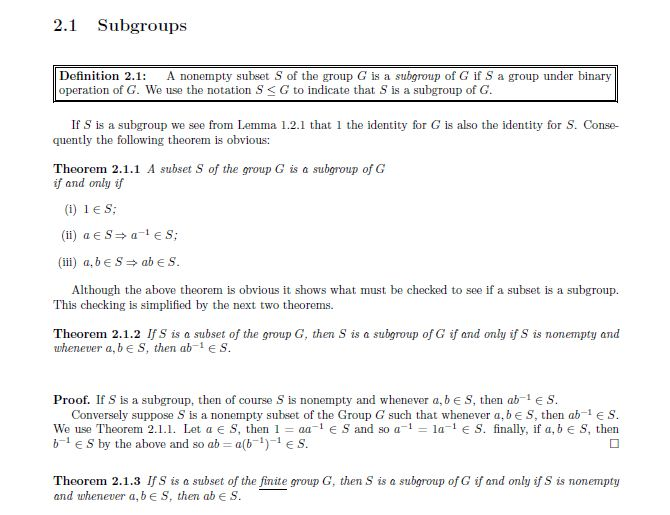 2.1 Subgroups
Definition 2.1: A nonempty subset S of the group G is a subgroup of G if S a group under binary
operation of G. We use the notation S ≤ G to indicate that S is a subgroup of G.
If S is a subgroup we see from Lemma 1.2.1 that 1 the identity for G is also the identity for S. Conse-
quently the following theorem is obvious:
Theorem 2.1.1 A subset S of the group G is a subgroup of G
if and only if
(i) 1 ∈ S;
(ii) a ∈ S ⇒ a⁻¹ ∈ S;
(iii) a, b ∈ S ⇒ ab ∈ S.
Although the above theorem is obvious it shows what must be checked to see if a subset is a subgroup.
This checking is simplified by the next two theorems.
Theorem 2.1.2 If S is a subset of the group G, then S is a subgroup of G if and only if S is nonempty and
whenever a, b ∈ S, then ab⁻¹ ∈ S.
Proof. If S is a subgroup, then of course S is nonempty and whenever a, b ∈ S, then ab⁻¹ ∈ S.
Conversely suppose S is a nonempty subset of the Group G such that whenever a, b ∈ S, then ab⁻¹ ∈ S.
We use Theorem 2.1.1. Let a ∈ S, then 1 = aa⁻¹ ∈ S and so a⁻¹ = 1a⁻¹ ∈ S. finally, if a, b ∈ S, then
b⁻¹ ∈ S by the above and so ab = a(b⁻¹)⁻¹ ∈ S. □
Theorem 2.1.3 If S is a subset of the finite group G, then S is a subgroup of G if and only if S is nonempty
and whenever a, b ∈ S, then ab ∈ S.